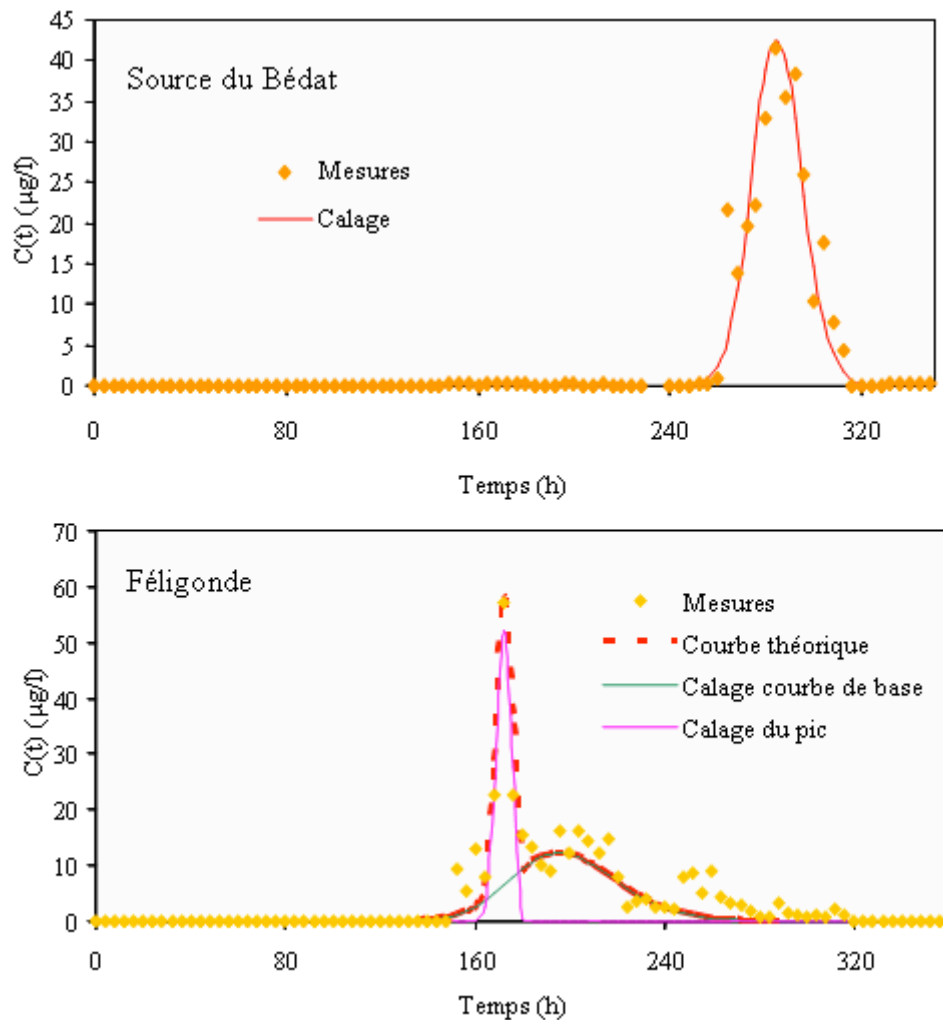 45
40
35
30
25
20
15
10
5
0
C(t) (µg/l)
Source du Bédat
Mesures
Calage
0 80 160 240 320
Temps (h)
70
60
50
40
30
20
10
0
C(t) (µg/l)
Féligonde
Mesures
Courbe théorique
Calage courbe de base
Calage du pic
0 80 160 240 320
Temps (h)